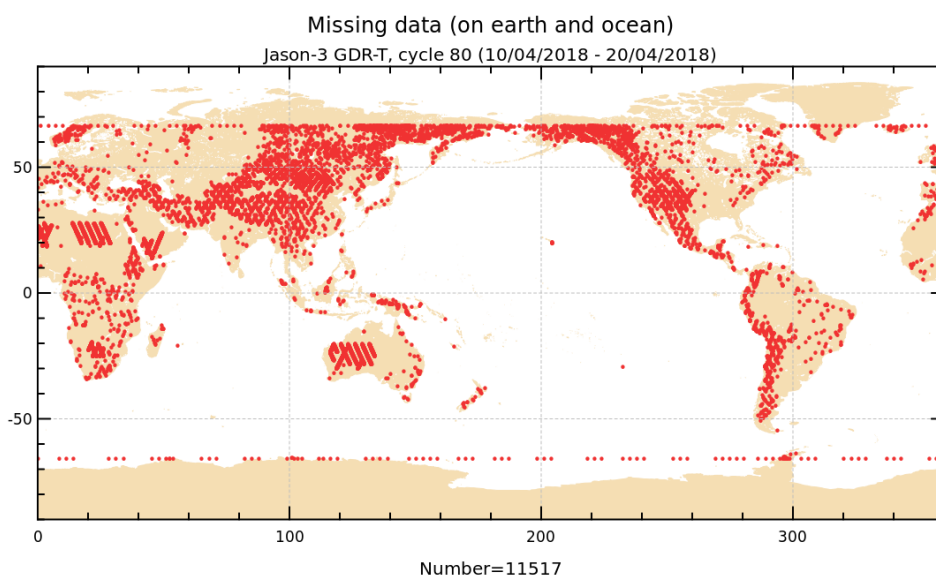 Missing data (on earth and ocean)
Jason-3 GDR-T, cycle 80 (10/04/2018 - 20/04/2018)
50
0
-50
0 100 200 300
Number=11517